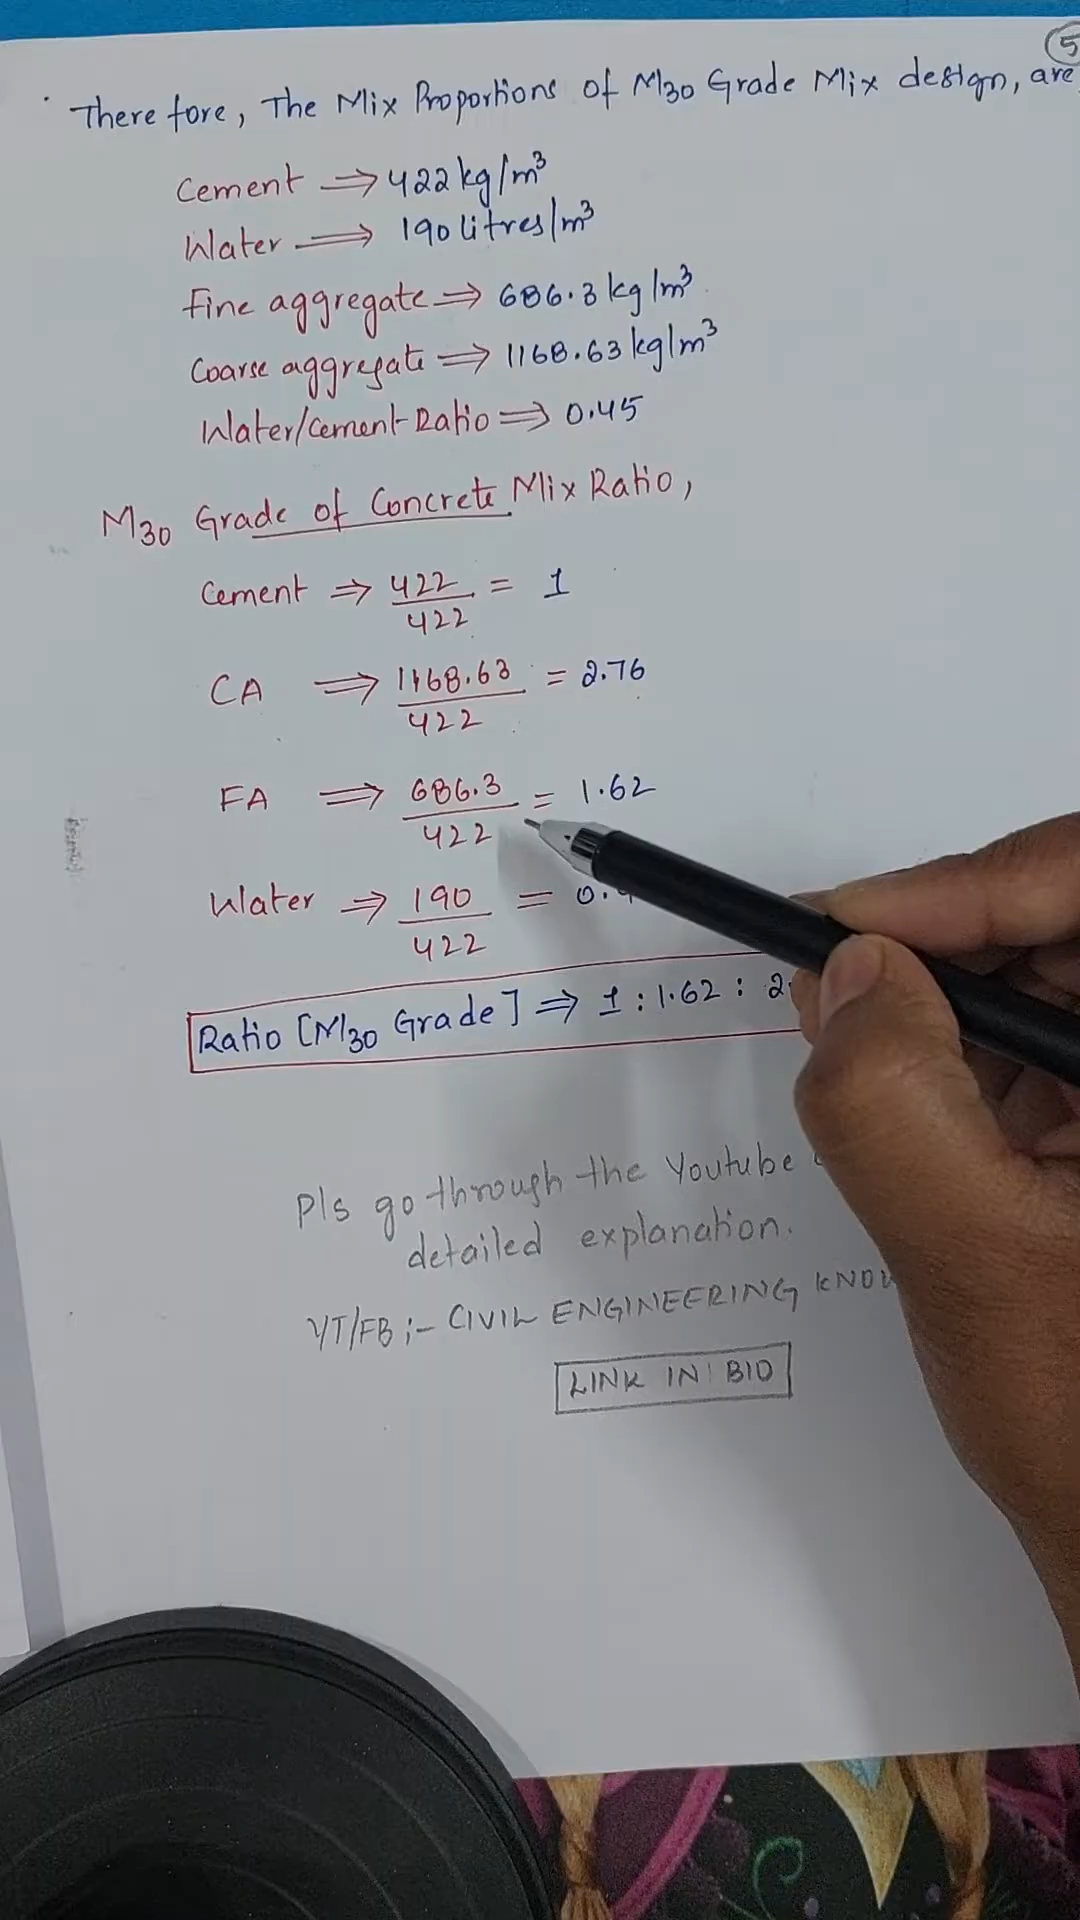 5
Therefore, The Mix Proportions of M30 Grade Mix design, are
Cement ⇒ 422 kg/m³
Water ⇒ 190 litres/m³
Fine aggregate ⇒ 686.3 kg/m³
Coarse aggregate ⇒ 1168.63 kg/m³
Water/Cement Ratio ⇒ 0.45
M30 Grade of Concrete Mix Ratio,
Cement ⇒ 422/422 = 1
CA ⇒ 1168.63/422 = 2.76
FA ⇒ 686.3/422 = 1.62
Water ⇒ 190/422 = 0.
Ratio [M30 Grade] ⇒ 1 : 1.62 : 2.
Pls go through the Youtube
detailed explanation.
YT/FB :- CIVIL ENGINEERING
LINK IN BIO